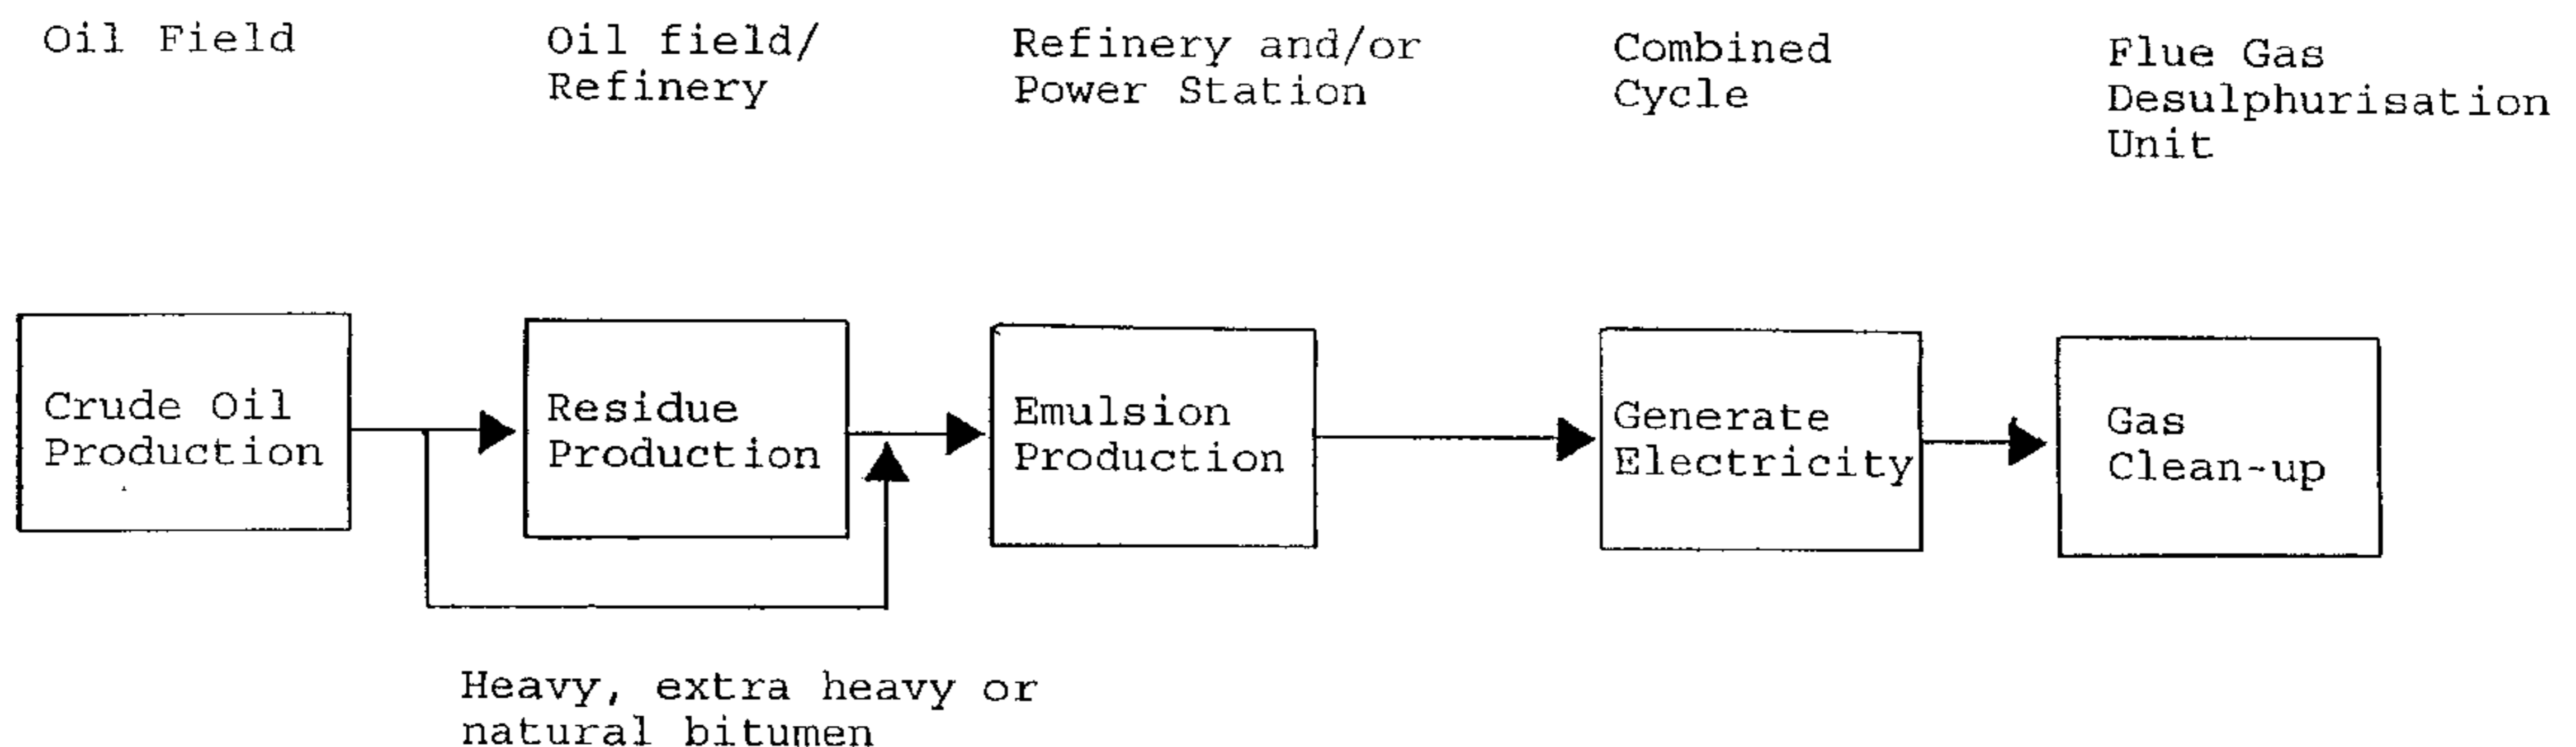 Oil Field
Oil field/
Refinery
Refinery and/or
Power Station
Combined
Cycle
Flue Gas
Desulphurisation
Unit
Crude Oil
Production
Residue
Production
Emulsion
Production
Generate
Electricity
Gas
Clean-up
Heavy, extra heavy or
natural bitumen